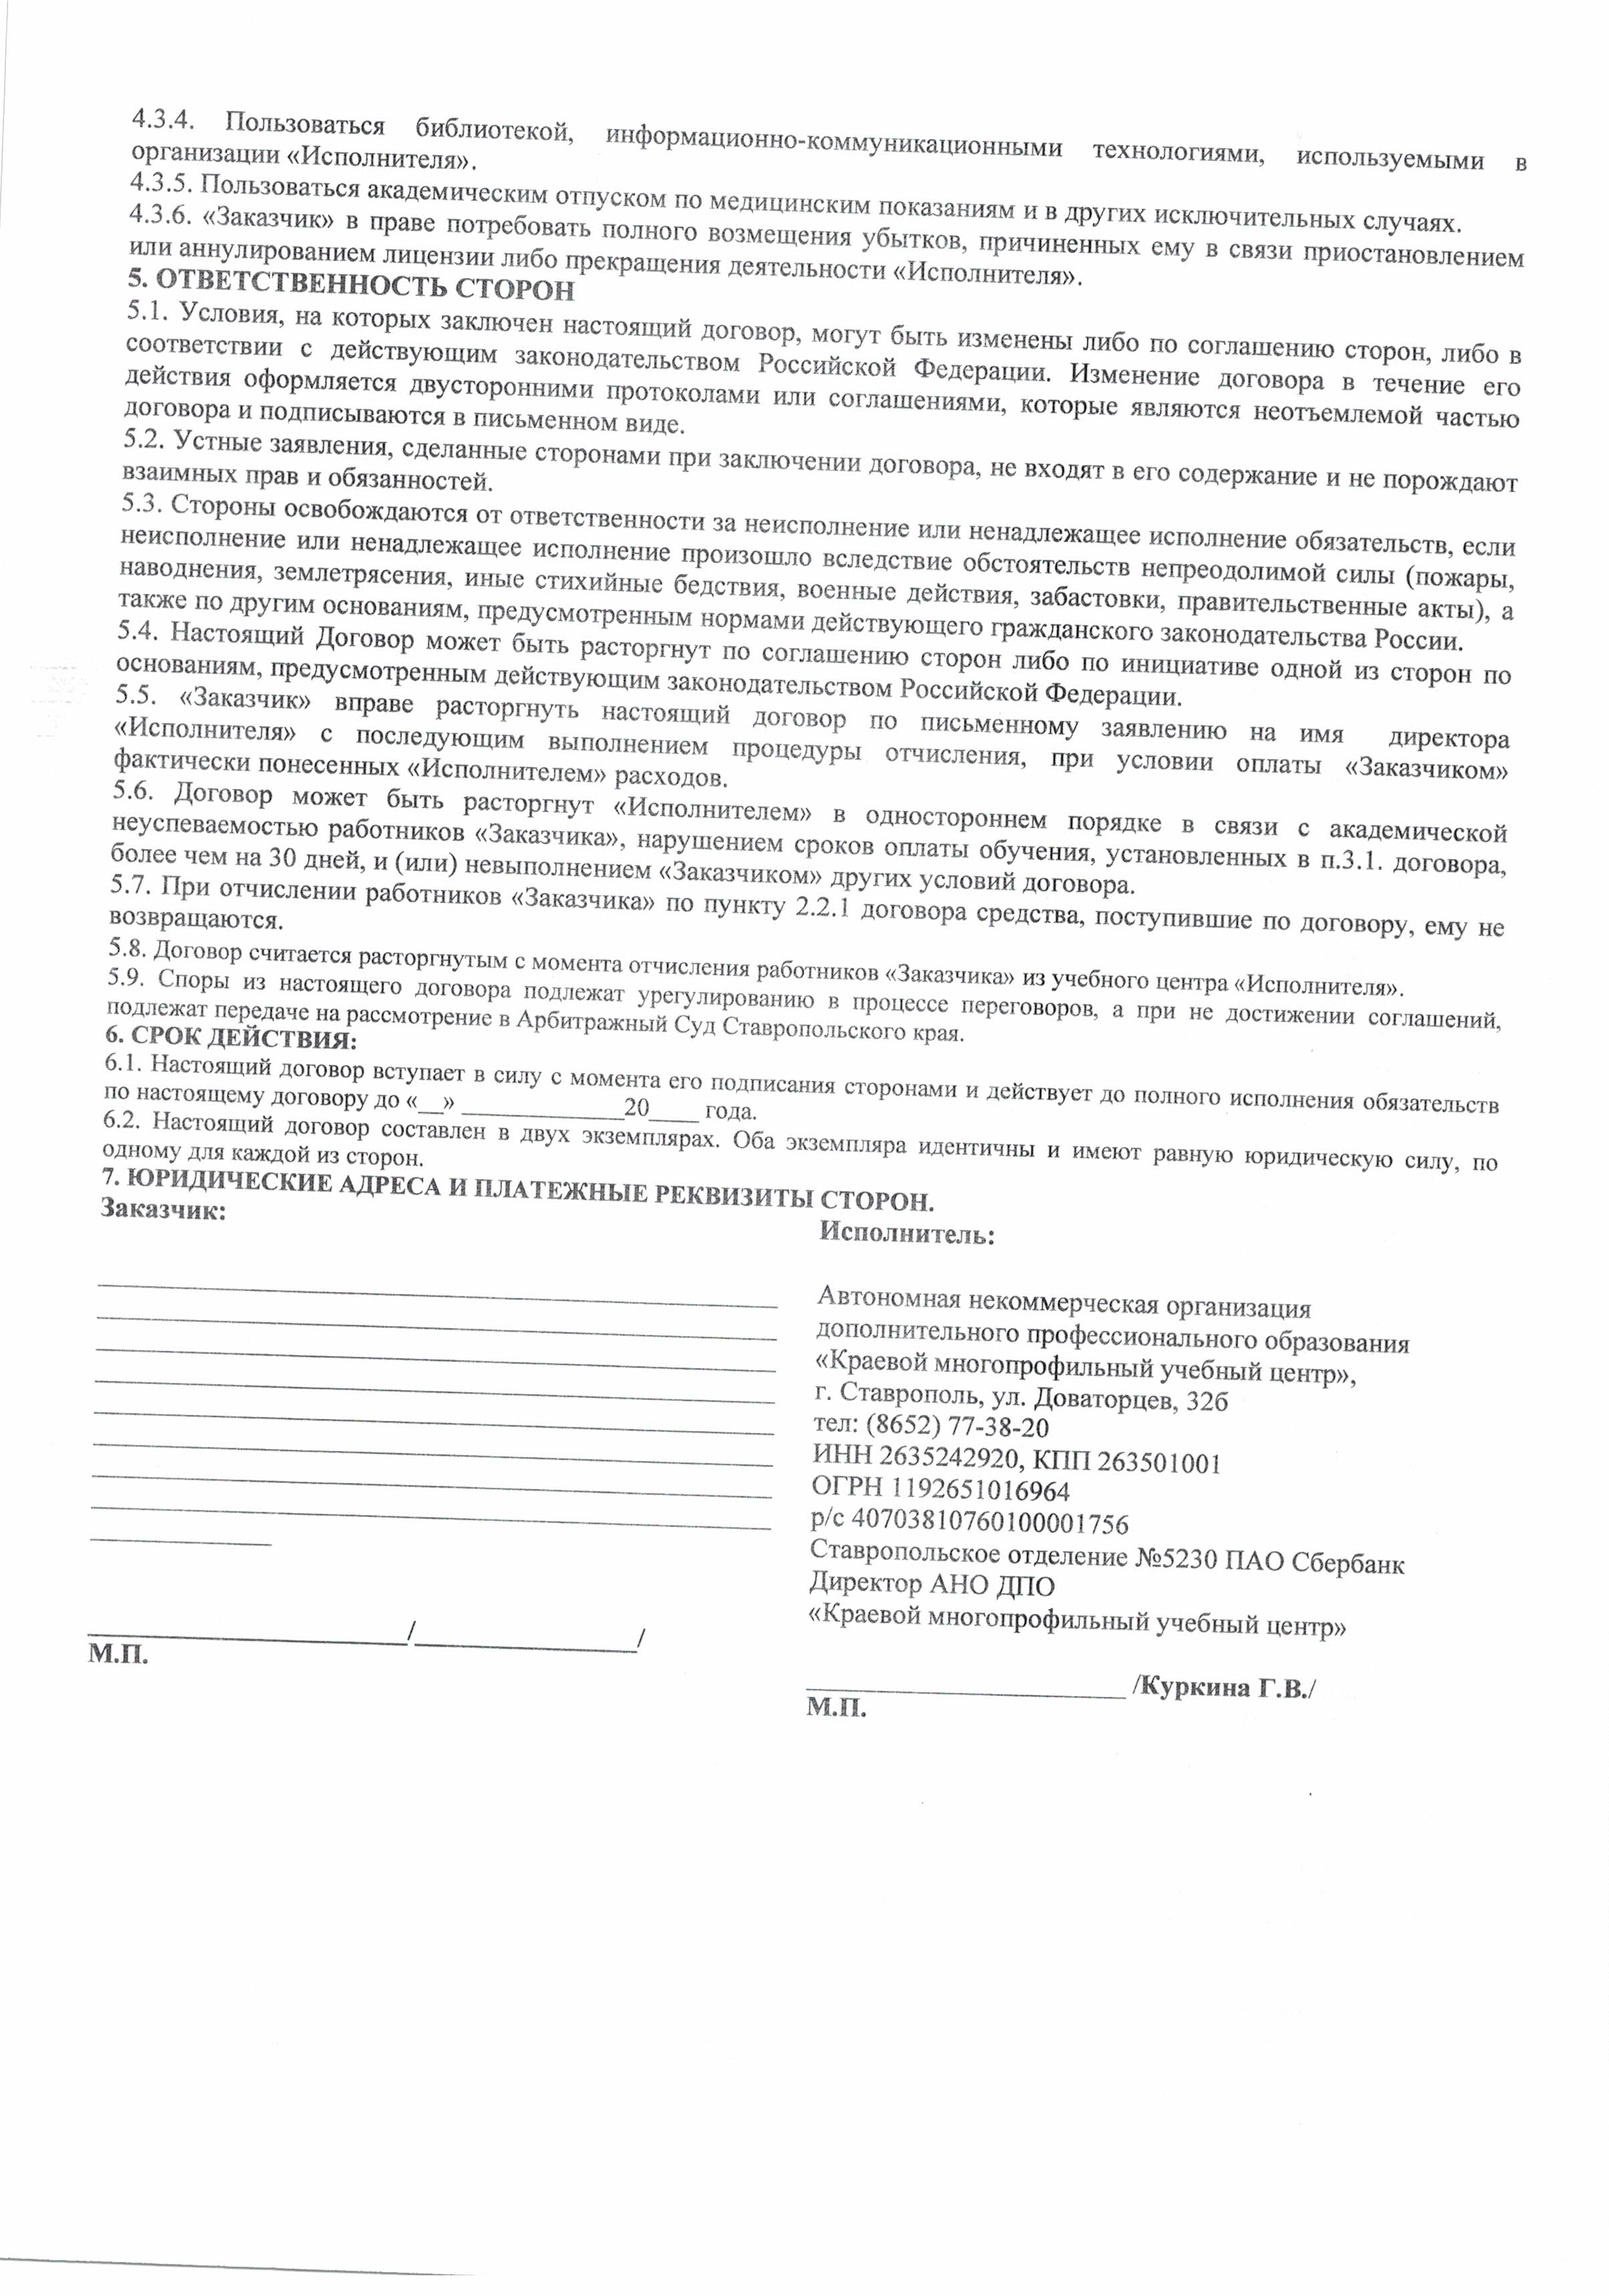 4.3.4. Пользоваться библиотекой, информационно-коммуникационными технологиями, используемыми в
организации «Исполнителя».
4.3.5. Пользоваться академическим отпуском по медицинским показаниям и в других исключительных случаях.
4.3.6. «Заказчик» в праве потребовать полного возмещения убытков, причиненных ему в связи приостановлением
или аннулированием лицензии либо прекращения деятельности «Исполнителя».
5. ОТВЕТСТВЕННОСТЬ СТОРОН
5.1. Условия, на которых заключен настоящий договор, могут быть изменены либо по соглашению сторон, либо в
соответствии с действующим законодательством Российской Федерации. Изменение договора в течение его
действия оформляется двусторонними протоколами или соглашениями, которые являются неотъемлемой частью
договора и подписываются в письменном виде.
5.2. Устные заявления, сделанные сторонами при заключении договора, не входят в его содержание и не порождают
взаимных прав и обязанностей.
5.3. Стороны освобождаются от ответственности за неисполнение или ненадлежащее исполнение обязательств, если
неисполнение или ненадлежащее исполнение произошло вследствие обстоятельств непреодолимой силы (пожары,
наводнения, землетрясения, иные стихийные бедствия, военные действия, забастовки, правительственные акты), а
также по другим основаниям, предусмотренным нормами действующего гражданского законодательства России.
5.4. Настоящий Договор может быть расторгнут по соглашению сторон либо по инициативе одной из сторон по
основаниям, предусмотренным действующим законодательством Российской Федерации.
5.5. «Заказчик» вправе расторгнуть настоящий договор по письменному заявлению на имя директора
«Исполнителя» с последующим выполнением процедуры отчисления, при условии оплаты «Заказчиком»
фактически понесенных «Исполнителем» расходов.
5.6. Договор может быть расторгнут «Исполнителем» в одностороннем порядке в связи с академической
неуспеваемостью работников «Заказчика», нарушением сроков оплаты обучения, установленных в п.3.1. договора,
более чем на 30 дней, и (или) невыполнением «Заказчиком» других условий договора.
5.7. При отчислении работников «Заказчика» по пункту 2.2.1 договора средства, поступившие по договору, ему не
возвращаются.
5.8. Договор считается расторгнутым с момента отчисления работников «Заказчика» из учебного центра «Исполнителя».
5.9. Споры из настоящего договора подлежат урегулированию в процессе переговоров, а при не достижении соглашений,
подлежат передаче на рассмотрение в Арбитражный Суд Ставропольского края.
6. СРОК ДЕЙСТВИЯ:
6.1. Настоящий договор вступает в силу с момента его подписания сторонами и действует до полного исполнения обязательств
по настоящему договору до «__» _____________20____ года.
6.2. Настоящий договор составлен в двух экземплярах. Оба экземпляра идентичны и имеют равную юридическую силу, по
одному для каждой из сторон.
7. ЮРИДИЧЕСКИЕ АДРЕСА И ПЛАТЕЖНЫЕ РЕКВИЗИТЫ СТОРОН.
Заказчик:
______________________/_______________/
М.П.
Исполнитель:
Автономная некоммерческая организация
дополнительного профессионального образования
«Краевой многопрофильный учебный центр»,
г. Ставрополь, ул. Доваторцев, 32б
тел: (8652) 77-38-20
ИНН 2635242920, КПП 263501001
ОГРН 1192651016964
р/с 40703810760100001756
Ставропольское отделение №5230 ПАО Сбербанк
Директор АНО ДПО
«Краевой многопрофильный учебный центр»
______________________ /Куркина Г.В./
М.П.